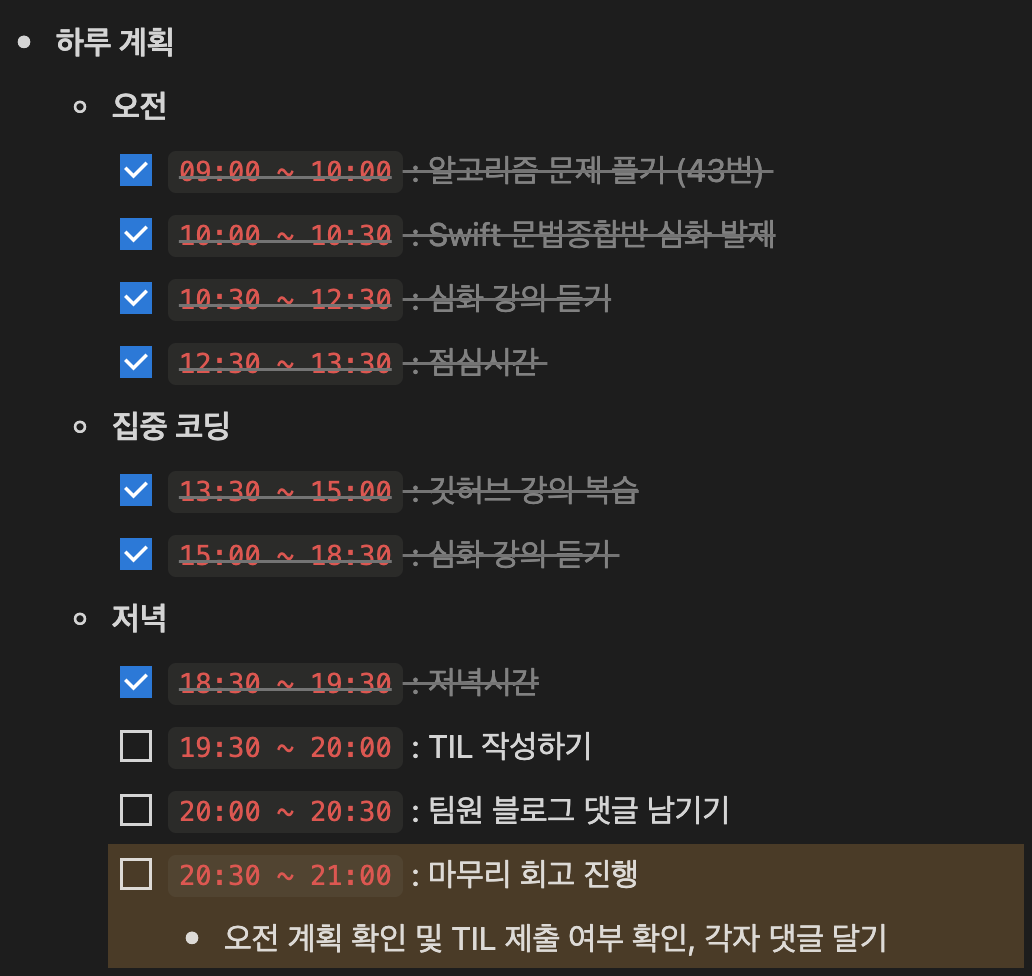 하루 계획
오전
09:00 ~ 10:00 : 알고리즘 문제 풀기 (43번)
10:00 ~ 10:30 : Swift 문법종합반 심화 발제
10:30 ~ 12:30 : 심화 강의 듣기
12:30 ~ 13:30 : 점심시간
집중 코딩
13:30 ~ 15:00 : 깃허브 강의 복습
15:00 ~ 18:30 : 심화 강의 듣기
저녁
18:30 ~ 19:30 : 저녁시간
19:30 ~ 20:00 : TIL 작성하기
20:00 ~ 20:30 : 팀원 블로그 댓글 남기기
20:30 ~ 21:00 : 마무리 회고 진행
오전 계획 확인 및 TIL 제출 여부 확인, 각자 댓글 달기